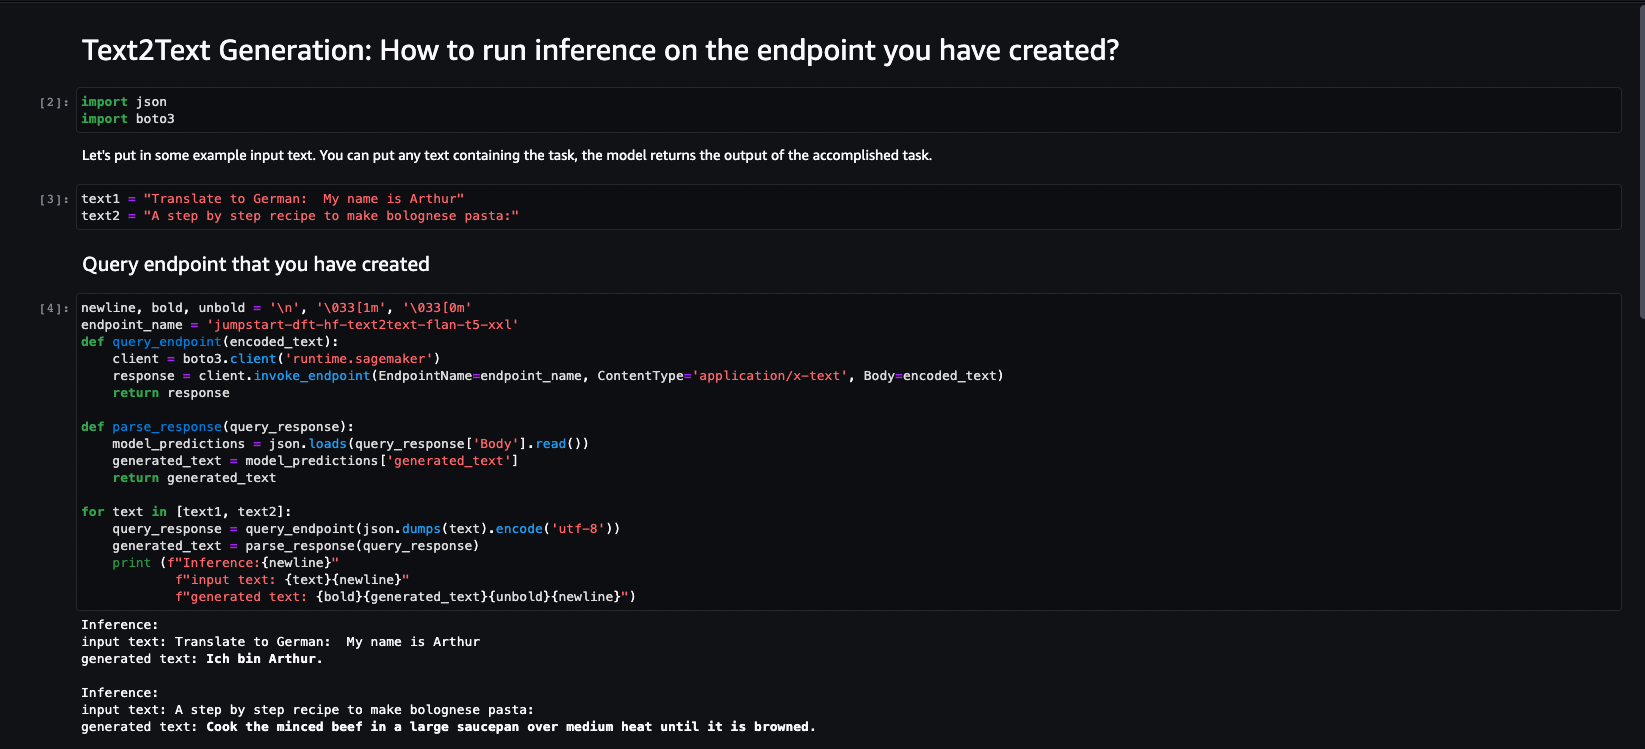 Text2Text Generation: How to run inference on the endpoint you have created?
[2]: import json
import boto3
Let's put in some example input text. You can put any text containing the task, the model returns the output of the accomplished task.
[3]: text1 = "Translate to German:  My name is Arthur"
text2 = "A step by step recipe to make bolognese pasta:"
Query endpoint that you have created
[4]: newline, bold, unbold = '\n', '\033[1m', '\033[0m'
endpoint_name = 'jumpstart-dft-hf-text2text-flan-t5-xxl'
def query_endpoint(encoded_text):
    client = boto3.client('runtime.sagemaker')
    response = client.invoke_endpoint(EndpointName=endpoint_name, ContentType='application/x-text', Body=encoded_text)
    return response
def parse_response(query_response):
    model_predictions = json.loads(query_response['Body'].read())
    generated_text = model_predictions['generated_text']
    return generated_text
for text in [text1, text2]:
    query_response = query_endpoint(json.dumps(text).encode('utf-8'))
    generated_text = parse_response(query_response)
    print (f"Inference:{newline}"
            f"input text: {text}{newline}"
            f"generated text: {bold}{generated_text}{unbold}{newline}")
Inference:
input text: Translate to German:  My name is Arthur
generated text: Ich bin Arthur.
Inference:
input text: A step by step recipe to make bolognese pasta:
generated text: Cook the minced beef in a large saucepan over medium heat until it is browned.